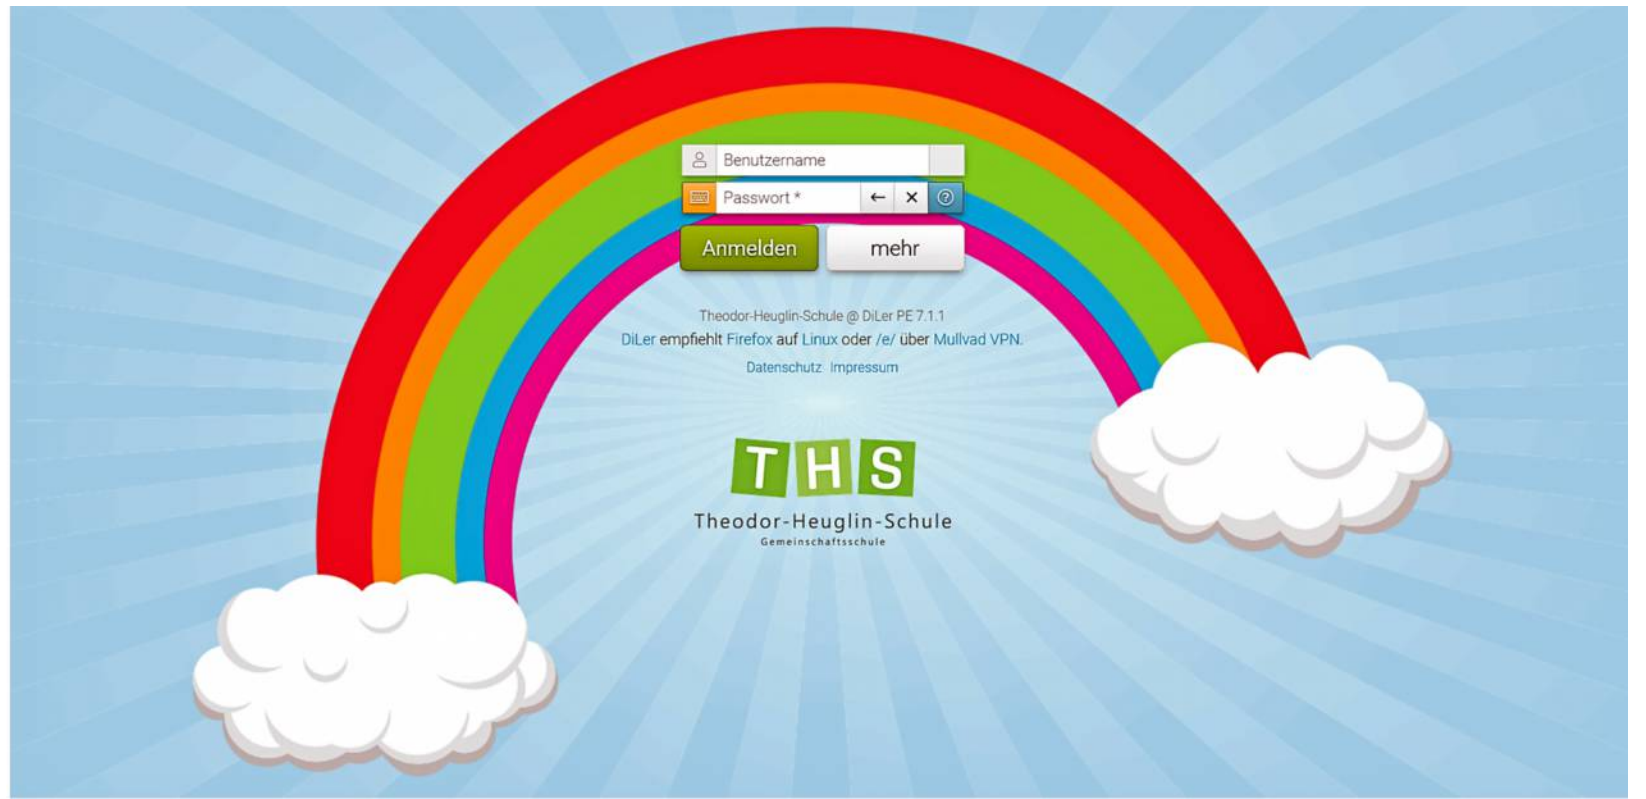 Benutzername
Passwort *
Anmelden mehr
Theodor-Heuglin-Schule @ DiLer PE 7.1.1
DiLer empfiehlt Firefox auf Linux oder /e/ über Mullvad VPN.
Datenschutz Impressum
THS
Theodor-Heuglin-Schule
Gemeinschaftsschule